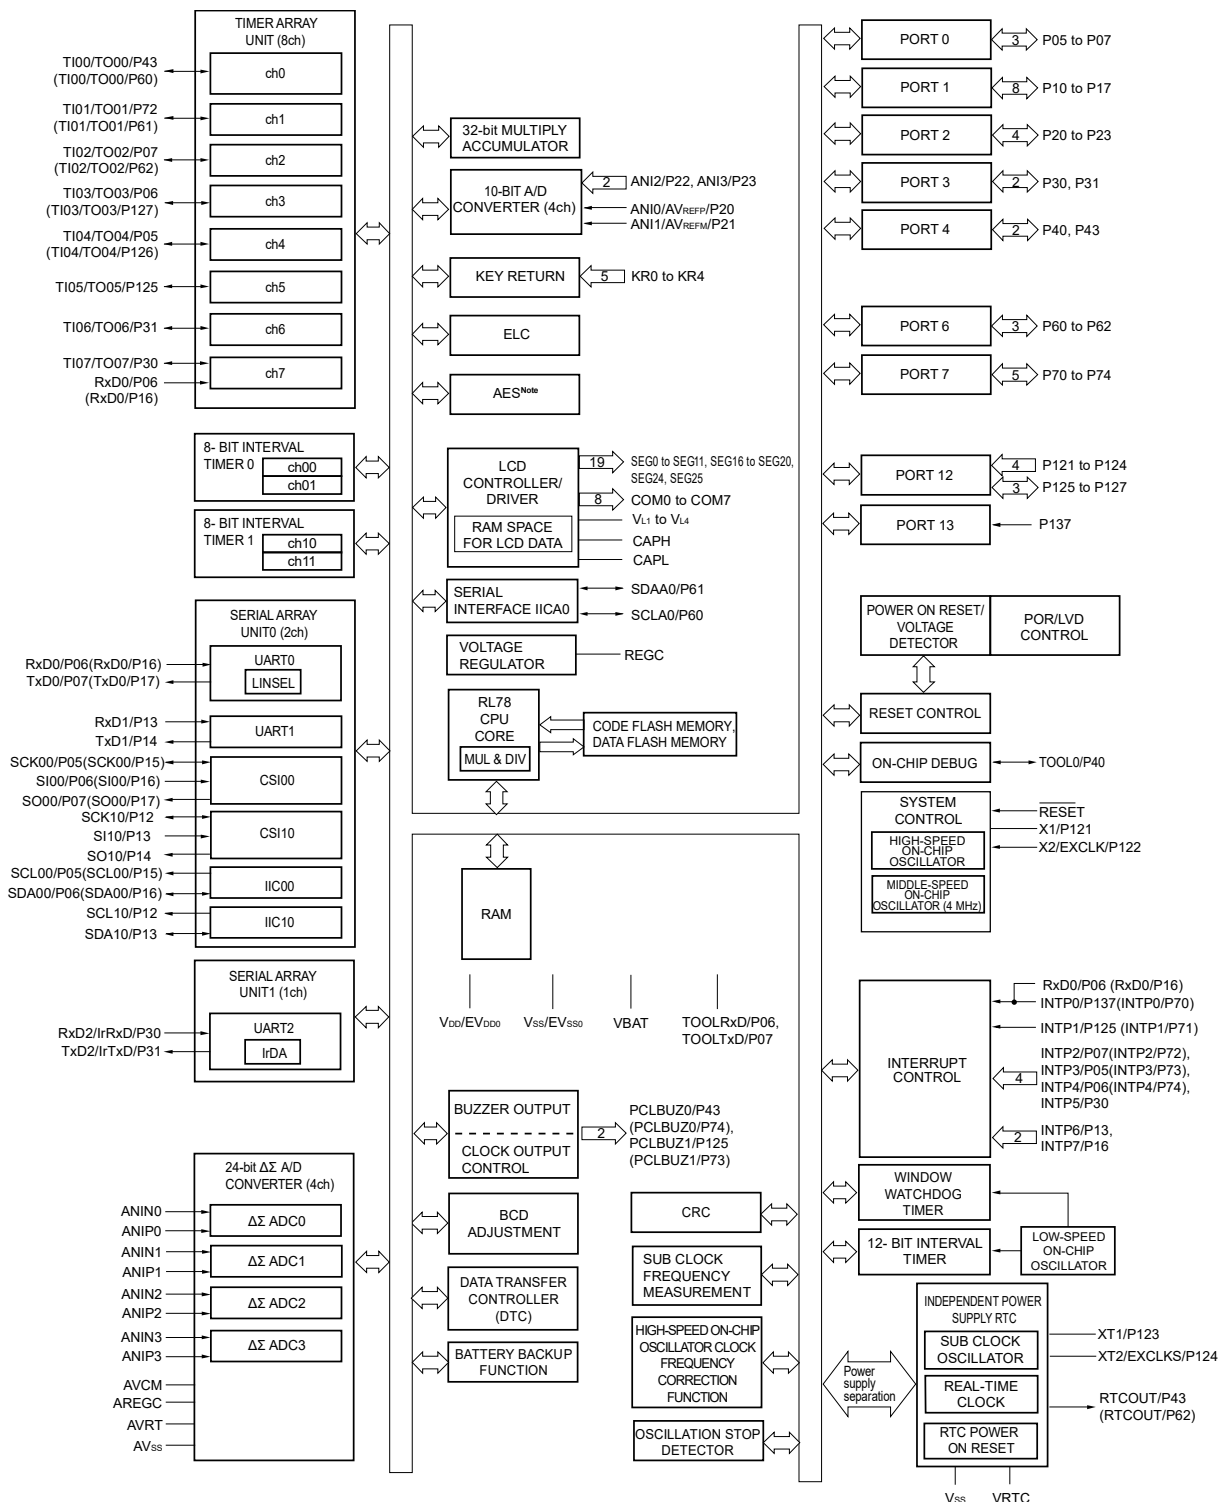 TIMER ARRAY
UNIT (8ch)
TI00/TO00/P43
(TI00/TO00/P60)
ch0
TI01/TO01/P72
(TI01/TO01/P61)
ch1
TI02/TO02/P07
(TI02/TO02/P62)
ch2
TI03/TO03/P06
(TI03/TO03/P127)
ch3
TI04/TO04/P05
(TI04/TO04/P126)
ch4
TI05/TO05/P125
ch5
TI06/TO06/P31
ch6
TI07/TO07/P30
RxD0/P06
(RxD0/P16)
ch7
8- BIT INTERVAL
TIMER 0
ch00
ch01
8- BIT INTERVAL
TIMER 1
ch10
ch11
SERIAL ARRAY
UNIT0 (2ch)
RxD0/P06(RxD0/P16)
TxD0/P07(TxD0/P17)
UART0
LINSEL
RxD1/P13
TxD1/P14
UART1
SCK00/P05(SCK00/P15)
SI00/P06(SI00/P16)
SO00/P07(SO00/P17)
CSI00
SCK10/P12
SI10/P13
SO10/P14
CSI10
SCL00/P05(SCL00/P15)
SDA00/P06(SDA00/P16)
IIC00
SCL10/P12
SDA10/P13
IIC10
SERIAL ARRAY
UNIT1 (1ch)
RxD2/IrRxD/P30
TxD2/IrTxD/P31
UART2
IrDA
24-bit ΔΣ A/D
CONVERTER (4ch)
ANIN0
ANIP0
ΔΣ ADC0
ANIN1
ANIP1
ΔΣ ADC1
ANIN2
ANIP2
ΔΣ ADC2
ANIN3
ANIP3
ΔΣ ADC3
AVCM
AREGC
AVRT
AVSS
32-bit MULTIPLY
ACCUMULATOR
10-BIT A/D
CONVERTER (4ch)
2
ANI2/P22, ANI3/P23
ANI0/AVREFP/P20
ANI1/AVREFM/P21
KEY RETURN
5
KR0 to KR4
ELC
AESNote
LCD
CONTROLLER/
DRIVER
RAM SPACE
FOR LCD DATA
19
SEG0 to SEG11, SEG16 to SEG20,
SEG24, SEG25
8
COM0 to COM7
VL1 to VL4
CAPH
CAPL
SERIAL
INTERFACE IICA0
SDAA0/P61
SCLA0/P60
VOLTAGE
REGULATOR
REGC
RL78
CPU
CORE
MUL & DIV
CODE FLASH MEMORY,
DATA FLASH MEMORY
RAM
VDD/EVDD0
VSS/EVSS0
VBAT
TOOLRxD/P06,
TOOLTxD/P07
BUZZER OUTPUT
CLOCK OUTPUT
CONTROL
2
PCLBUZ0/P43
(PCLBUZ0/P74),
PCLBUZ1/P125
(PCLBUZ1/P73)
BCD
ADJUSTMENT
CRC
DATA TRANSFER
CONTROLLER
(DTC)
SUB CLOCK
FREQUENCY
MEASUREMENT
BATTERY BACKUP
FUNCTION
HIGH-SPEED ON-CHIP
OSCILLATOR CLOCK
FREQUENCY
CORRECTION
FUNCTION
OSCILLATION STOP
DETECTOR
PORT 0
3
P05 to P07
PORT 1
8
P10 to P17
PORT 2
4
P20 to P23
PORT 3
2
P30, P31
PORT 4
2
P40, P43
PORT 6
3
P60 to P62
PORT 7
5
P70 to P74
PORT 12
4
P121 to P124
3
P125 to P127
PORT 13
P137
POWER ON RESET/
VOLTAGE
DETECTOR
POR/LVD
CONTROL
RESET CONTROL
ON-CHIP DEBUG
TOOL0/P40
SYSTEM
CONTROL
HIGH-SPEED
ON-CHIP
OSCILLATOR
MIDDLE-SPEED
ON-CHIP
OSCILLATOR (4 MHz)
RESET
X1/P121
X2/EXCLK/P122
INTERRUPT
CONTROL
RxD0/P06 (RxD0/P16)
INTP0/P137(INTP0/P70)
INTP1/P125 (INTP1/P71)
4
INTP2/P07(INTP2/P72),
INTP3/P05(INTP3/P73),
INTP4/P06(INTP4/P74),
INTP5/P30
2
INTP6/P13,
INTP7/P16
WINDOW
WATCHDOG
TIMER
12- BIT INTERVAL
TIMER
LOW-SPEED
ON-CHIP
OSCILLATOR
Power
supply
separation
INDEPENDENT POWER
SUPPLY RTC
SUB CLOCK
OSCILLATOR
REAL-TIME
CLOCK
RTC POWER
ON RESET
XT1/P123
XT2/EXCLKS/P124
RTCOUT/P43
(RTCOUT/P62)
VSS
VRTC